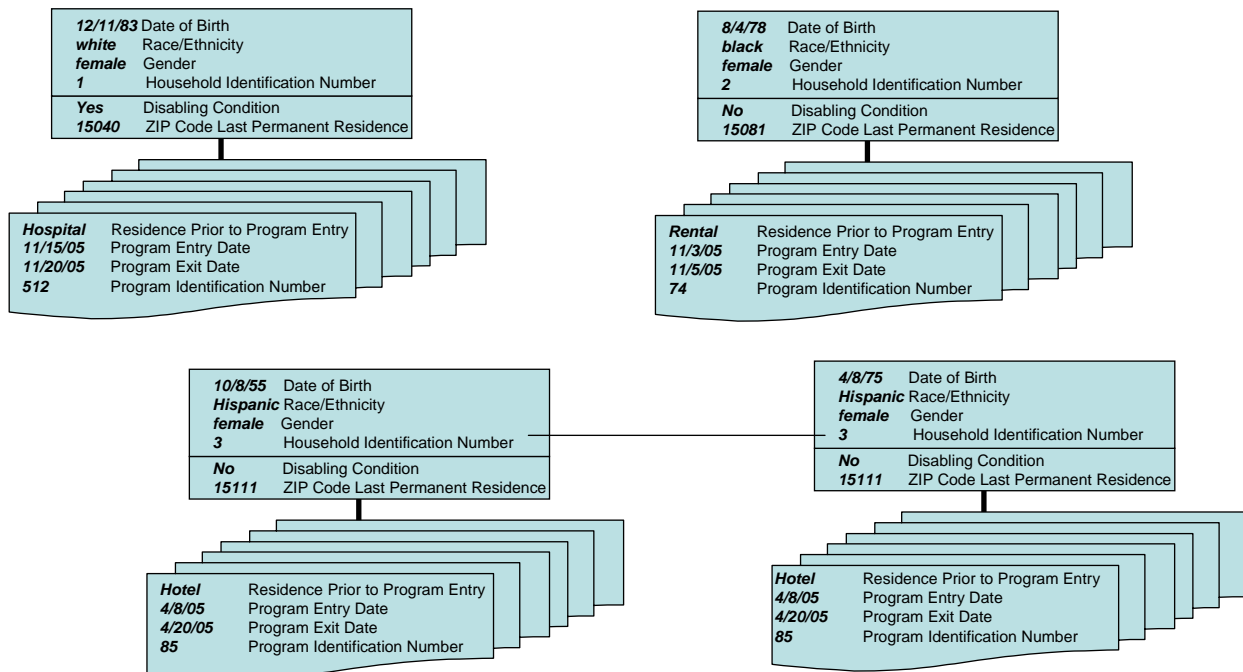 12/11/83 Date of Birth
white Race/Ethnicity
female Gender
1 Household Identification Number
Yes Disabling Condition
15040 ZIP Code Last Permanent Residence
Hospital Residence Prior to Program Entry
11/15/05 Program Entry Date
11/20/05 Program Exit Date
512 Program Identification Number
8/4/78 Date of Birth
black Race/Ethnicity
female Gender
2 Household Identification Number
No Disabling Condition
15081 ZIP Code Last Permanent Residence
Rental Residence Prior to Program Entry
11/3/05 Program Entry Date
11/5/05 Program Exit Date
74 Program Identification Number
10/8/55 Date of Birth
Hispanic Race/Ethnicity
female Gender
3 Household Identification Number
No Disabling Condition
15111 ZIP Code Last Permanent Residence
Hotel Residence Prior to Program Entry
4/8/05 Program Entry Date
4/20/05 Program Exit Date
85 Program Identification Number
4/8/75 Date of Birth
Hispanic Race/Ethnicity
female Gender
3 Household Identification Number
No Disabling Condition
15111 ZIP Code Last Permanent Residence
Hotel Residence Prior to Program Entry
4/8/05 Program Entry Date
4/20/05 Program Exit Date
85 Program Identification Number